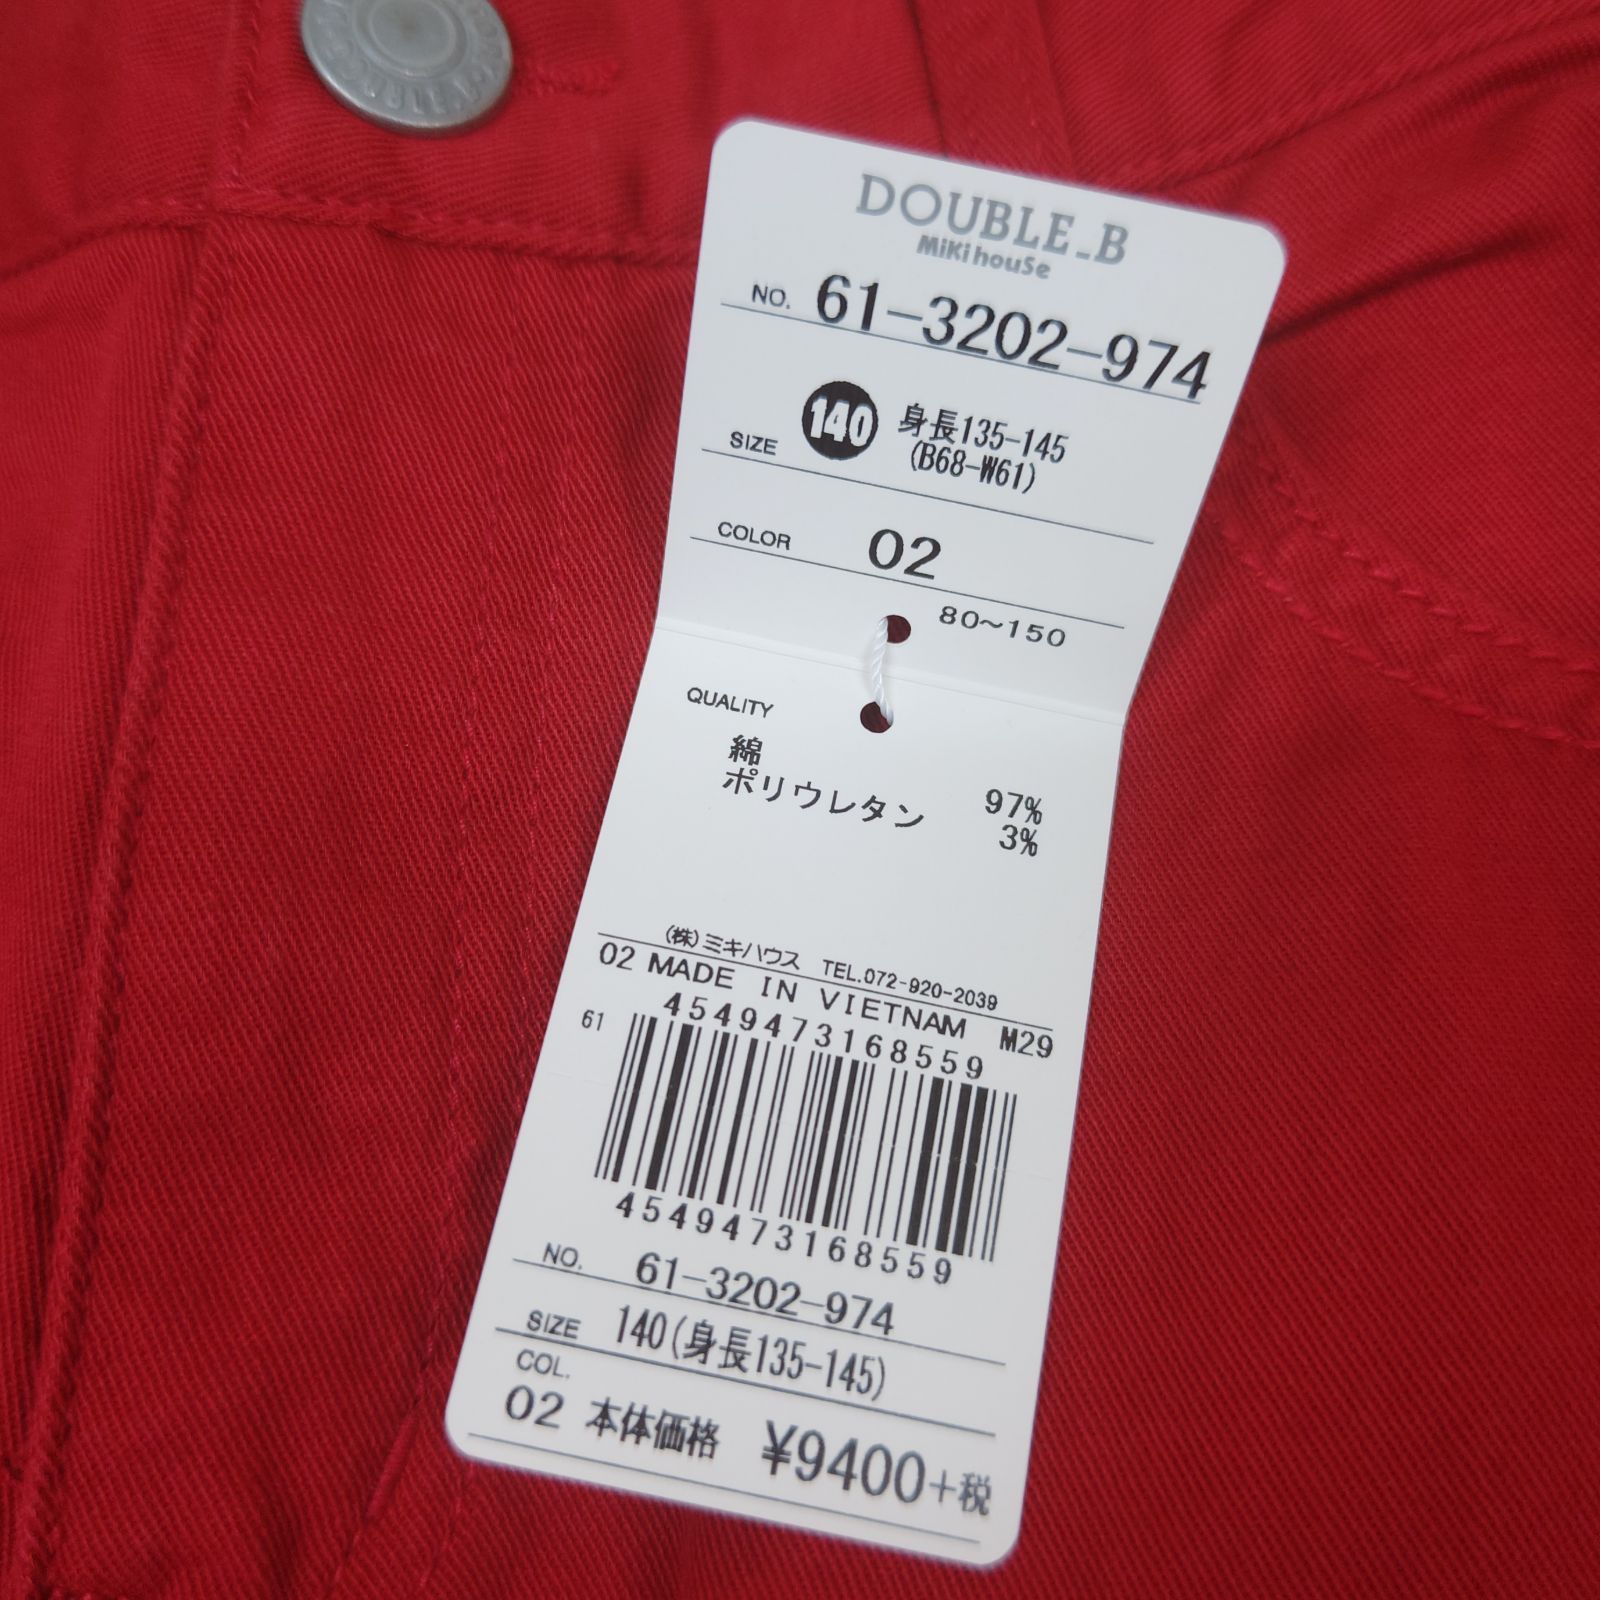 DOUBLE_B
MiKi houSe
NO. 61-3202-974
SIZE 140 身長135-145
(B68-W61)
COLOR 02
80~150
QUALITY
綿 97%
ポリウレタン 3%
(株)ミキハウス TEL.072-920-2039
02 MADE IN VIETNAM M29
61 4549473168559
4549473168559
NO. 61-3202-974
SIZE 140(身長135-145)
COL.
02 本体価格 ¥9400+税